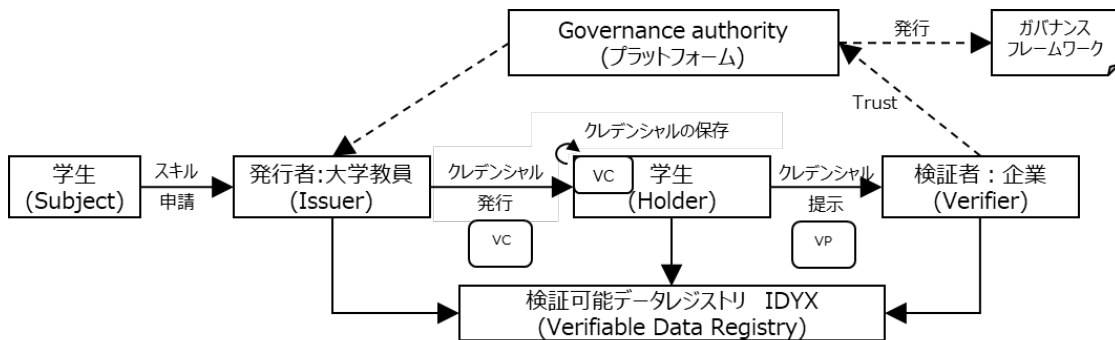 Governance authority
(プラットフォーム)
発行
ガバナンス
フレームワーク
Trust
クレデンシャルの保存
学生
(Subject)
スキル
申請
発行者:大学教員
(Issuer)
クレデンシャル
発行
VC
VC
学生
(Holder)
クレデンシャル
提示
VP
検証者：企業
(Verifier)
検証可能データレジストリ　IDYX
(Verifiable Data Registry)